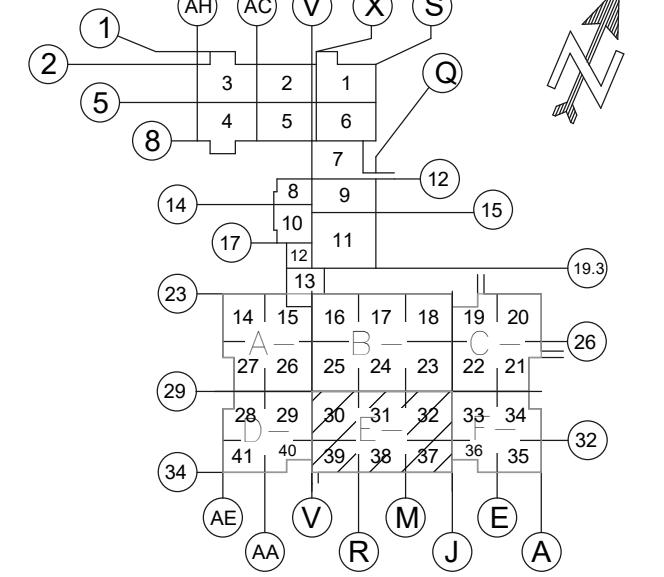 AH AC V X S
1
2 Q
3 2 1
5
4 5 6
8
7
12
8 9
14
15
10
17 11
12
19.3
13
23
14 15 16 17 18 19 20
A B C 26
27 26 25 24 23 22 21
29
28 29 30 31 32 33 34
D E F 32
41 40 39 38 37 36 35
34
AE V M E
AA R J A
N